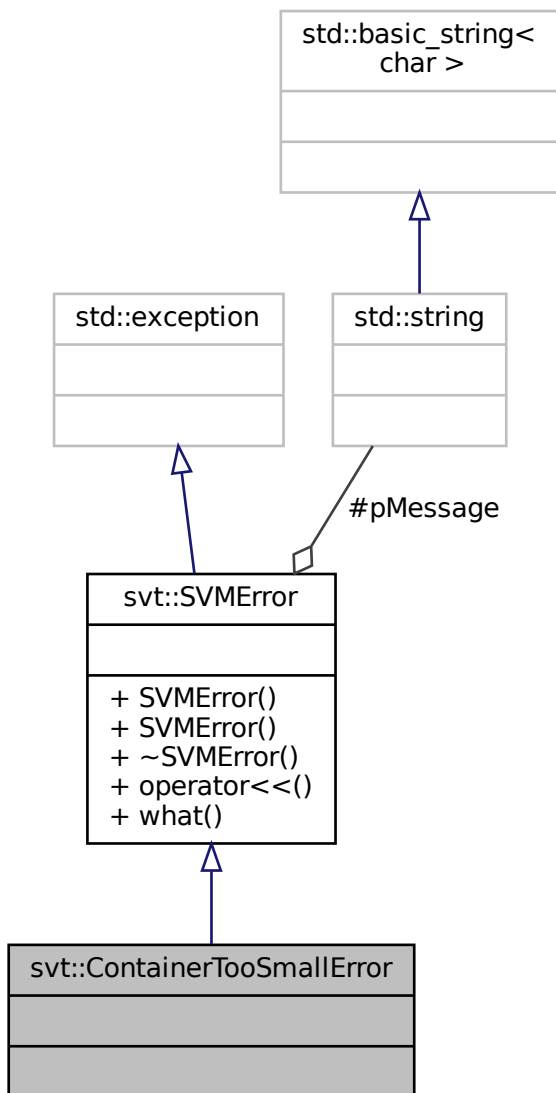 std::basic_string<
char >
std::exception
std::string
#pMessage
svt::SVMError
+ SVMError()
+ SVMError()
+ ~SVMError()
+ operator<<()
+ what()
svt::ContainerTooSmallError